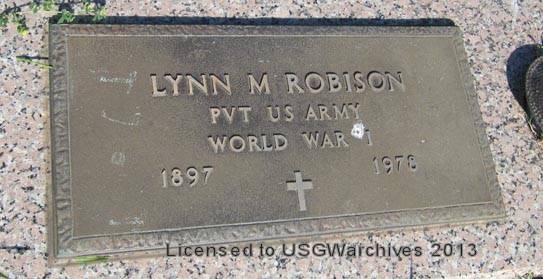 LYNN M ROBISON
PVT US ARMY
WORLD WAR I
1897 1978
Licensed to USGWarchives 2013